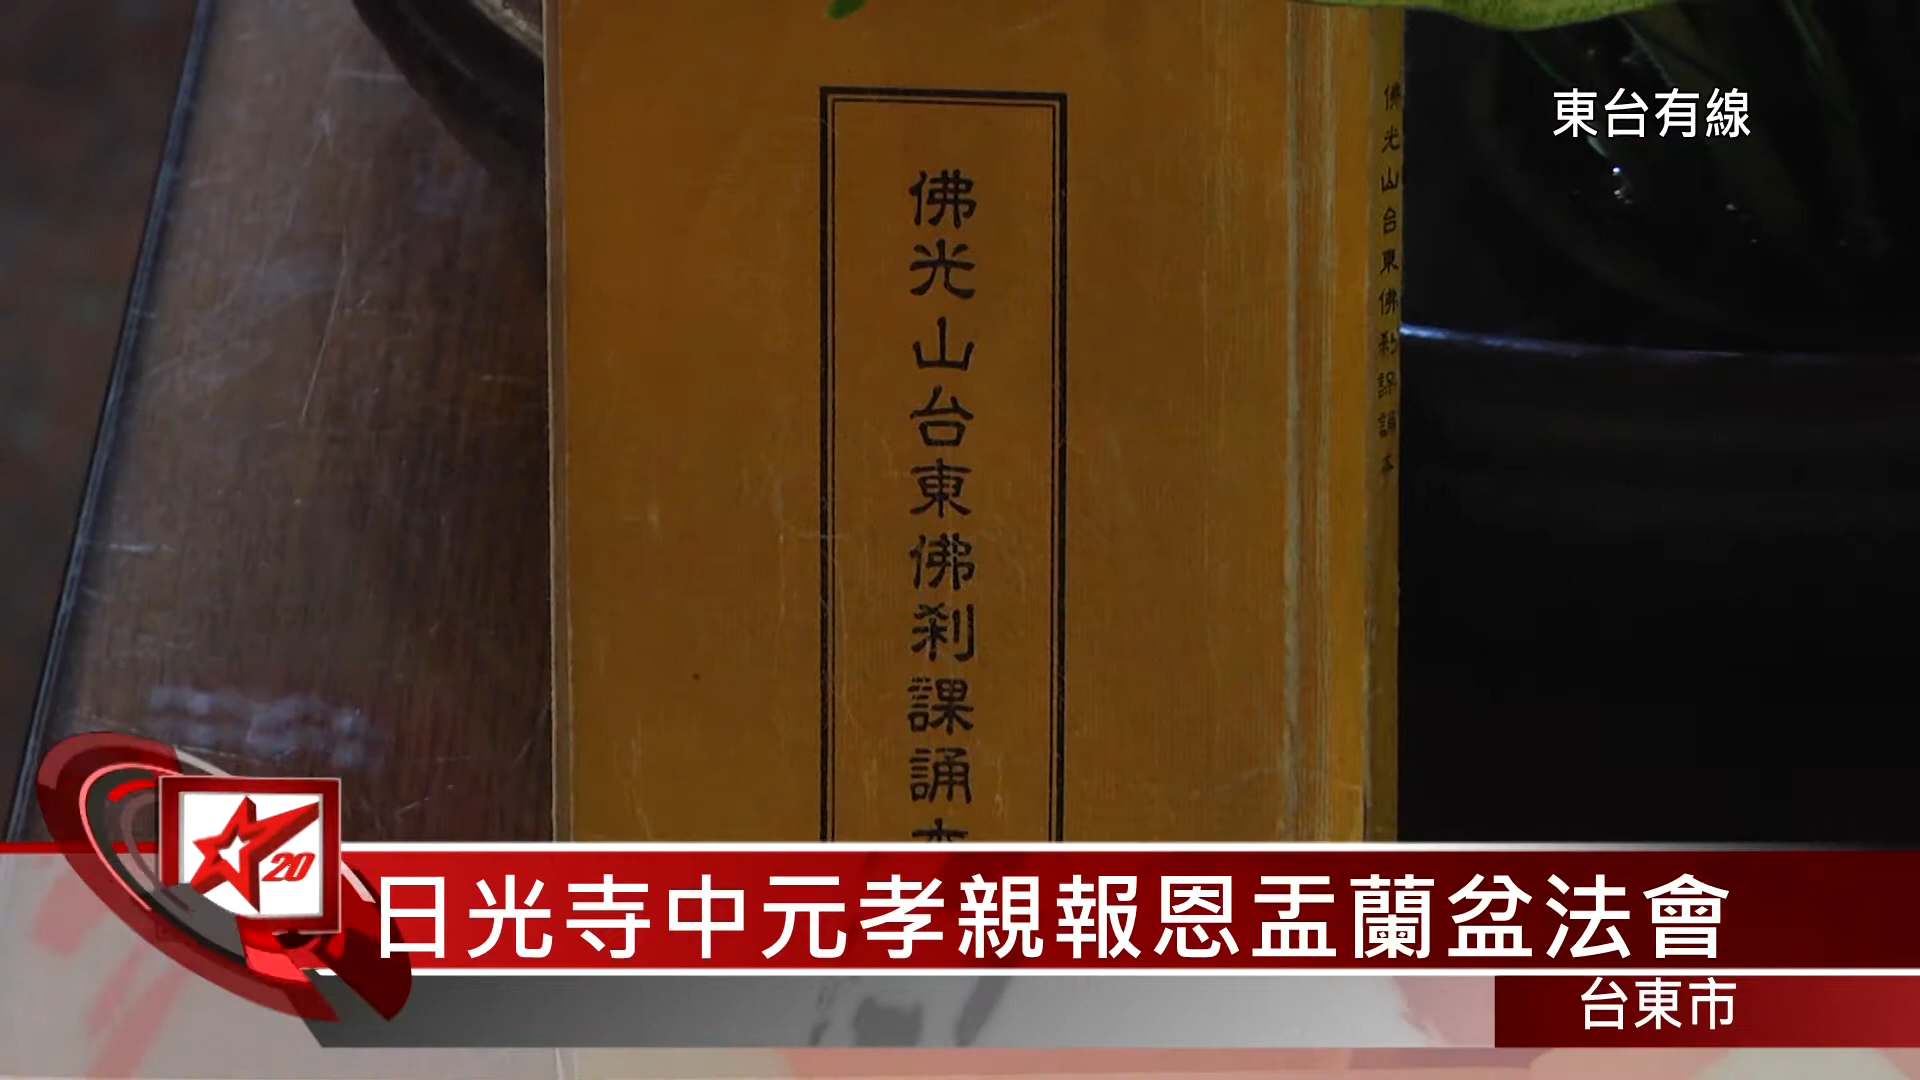 東台有線
佛光山台東佛剎課誦本
佛光山台東佛剎課誦本
20
日光寺中元孝親報恩盂蘭盆法會
台東市